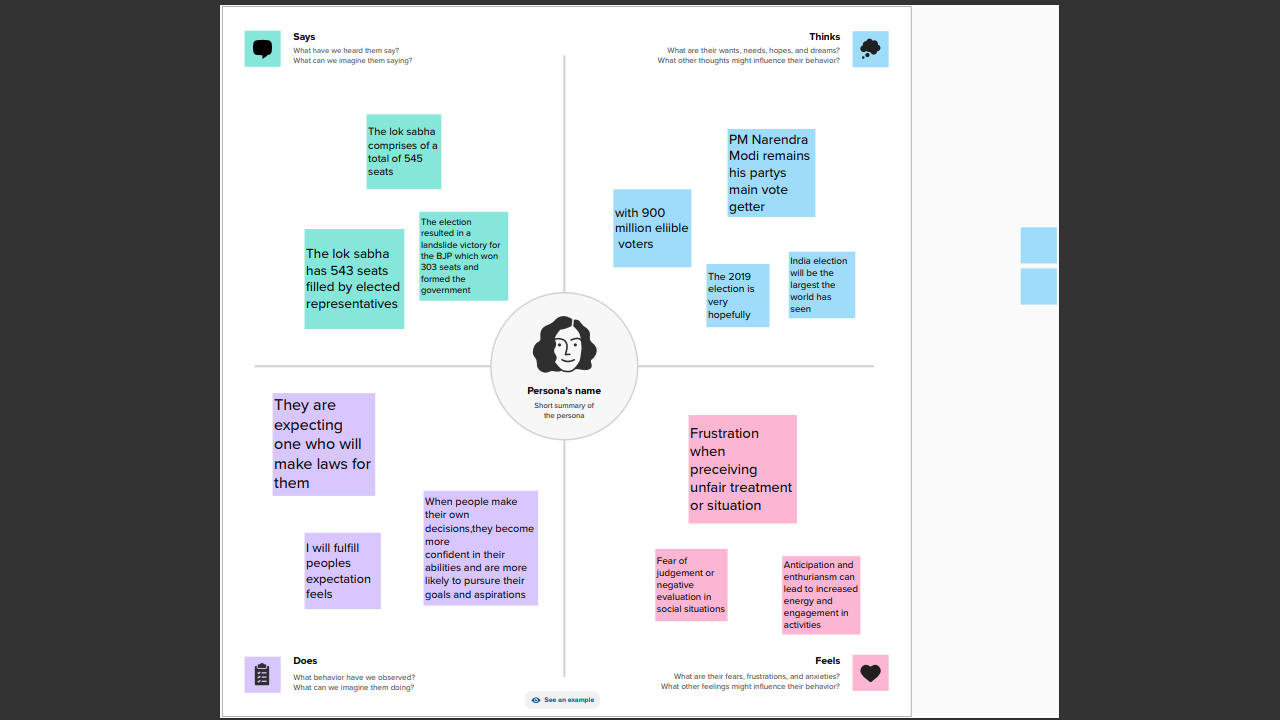 Says
What have we heard them say?
What can we imagine them saying?
Thinks
What are their wants, needs, hopes, and dreams?
What other thoughts might influence their behavior?
The lok sabha
comprises of a
total of 545
seats
The lok sabha
has 543 seats
filled by elected
representatives
The election
resulted in a
landslide victory for
the BJP which won
303 seats and
formed the
government
with 900
million eliible
voters
PM Narendra
Modi remains
his partys
main vote
getter
The 2019
election is
very
hopefully
India election
will be the
largest the
world has
seen
Persona's name
Short summary of
the persona
They are
expecting
one who will
make laws for
them
I will fulfill
peoples
expectation
feels
When people make
their own
decisions,they become
more
confident in their
abilities and are more
likely to pursure their
goals and aspirations
Frustration
when
preceiving
unfair treatment
or situation
Fear of
judgement or
negative
evaluation in
social situations
Anticipation and
enthuriansm can
lead to increased
energy and
engagement in
activities
Does
What behavior have we observed?
What can we imagine them doing?
Feels
What are their fears, frustrations, and anxieties?
What other feelings might influence their behavior?
See an example